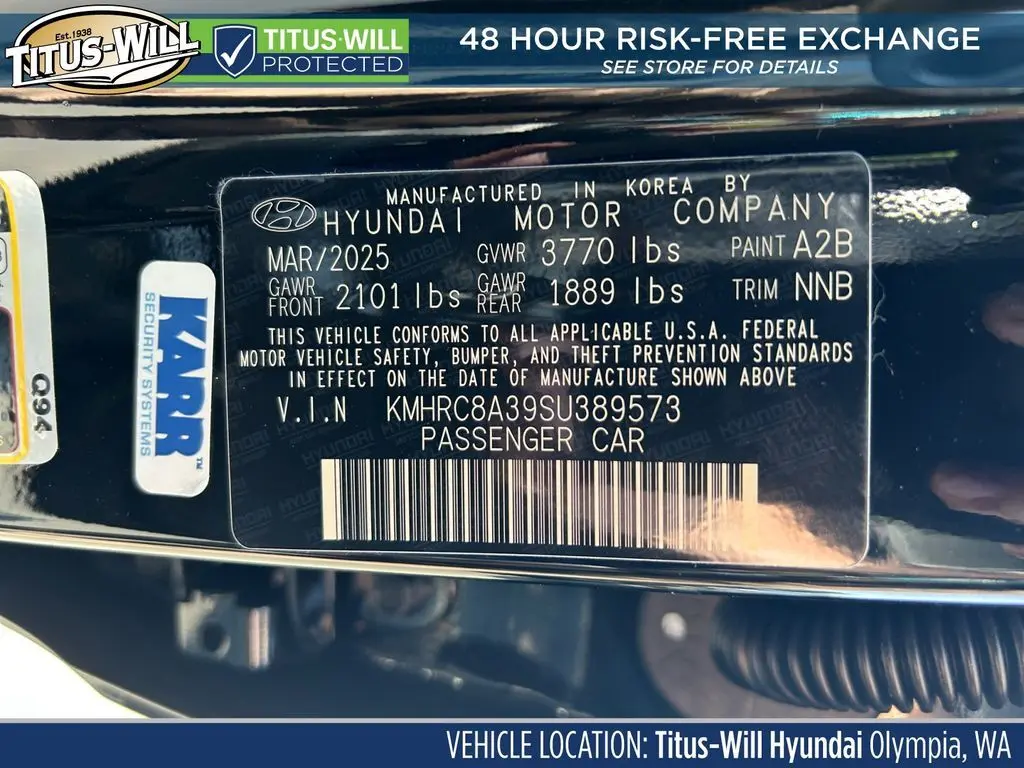 Est.1938
TITUS-WILL
TITUS-WILL
PROTECTED
48 HOUR RISK-FREE EXCHANGE
SEE STORE FOR DETAILS
MANUFACTURED IN KOREA BY
HYUNDAI MOTOR COMPANY
MAR/2025 GVWR 3770 lbs PAINT A2B
GAWR FRONT 2101 lbs GAWR REAR 1889 lbs TRIM NNB
THIS VEHICLE CONFORMS TO ALL APPLICABLE U.S.A. FEDERAL
MOTOR VEHICLE SAFETY, BUMPER, AND THEFT PREVENTION STANDARDS
IN EFFECT ON THE DATE OF MANUFACTURE SHOWN ABOVE
V.I.N KMHRC8A39SU389573
PASSENGER CAR
KARR™
SECURITY SYSTEMS
Q94
VEHICLE LOCATION: Titus-Will Hyundai Olympia, WA